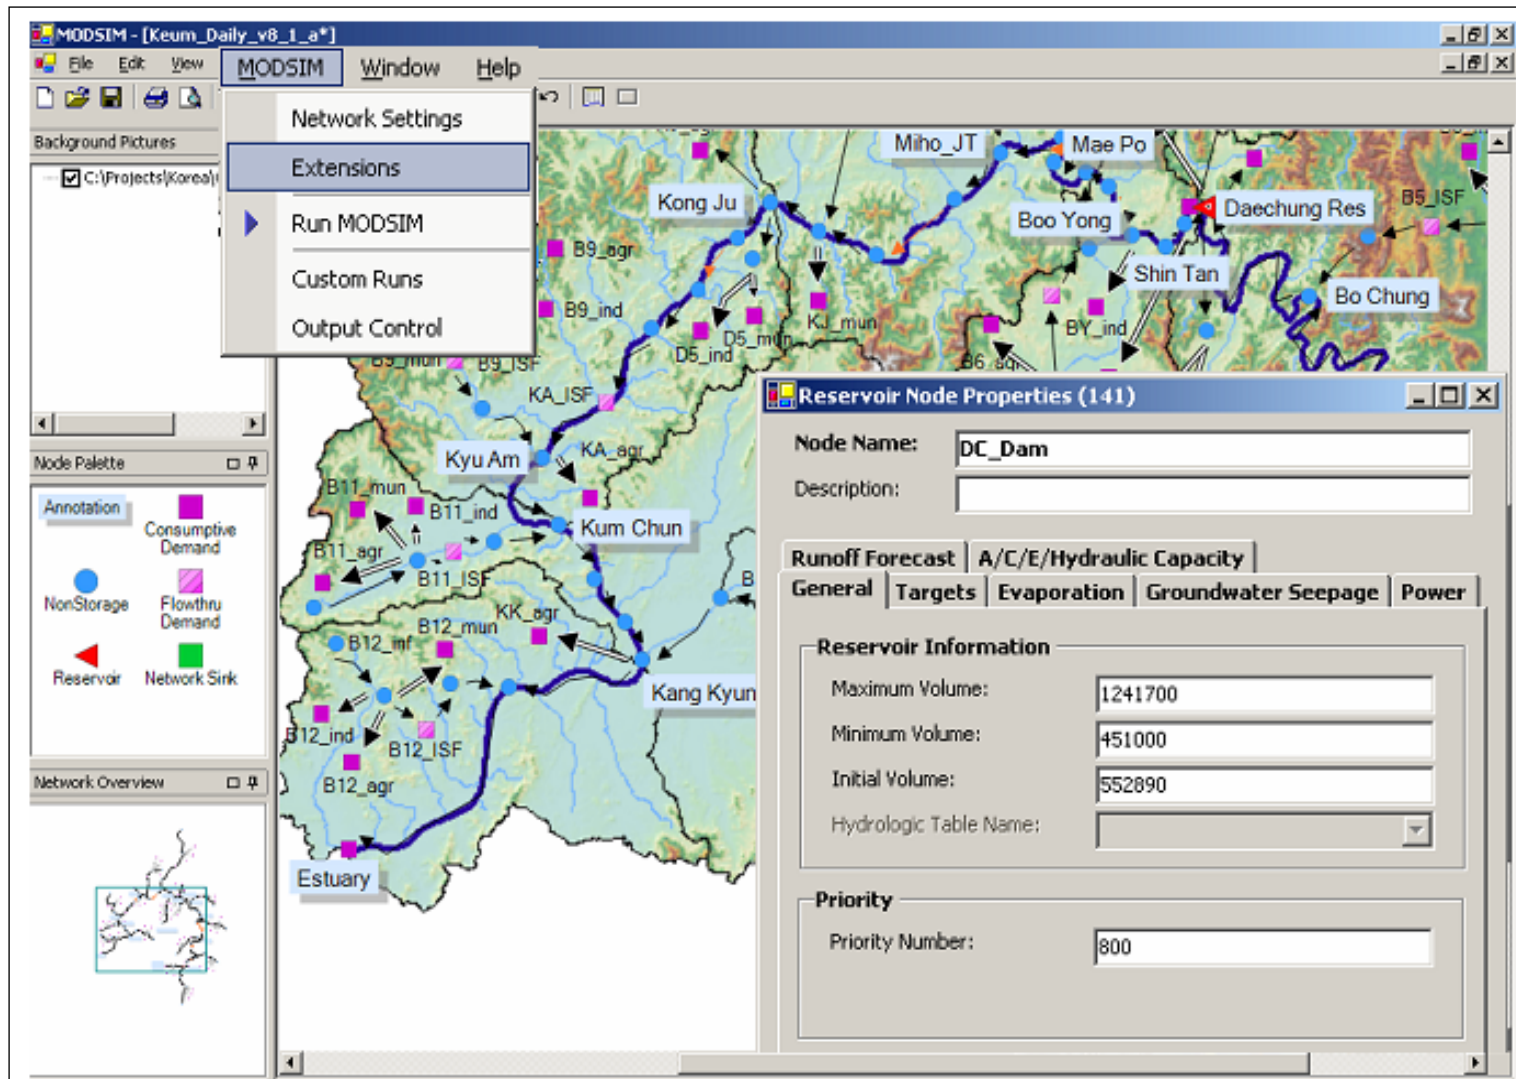 MODSIM - [Keum_Daily_v8_1_a*]
File Edit View MODSIM Window Help
Network Settings
Extensions
Run MODSIM
Custom Runs
Output Control
Background Pictures
C:\Projects\Korea\
Node Palette
Annotation
Consumptive
Demand
NonStorage
Flowthru
Demand
Reservoir
Network Sink
Network Overview
Miho_JT
Mae Po
Kong Ju
Boo Yong
Daechung Res
B5_ISF
Shin Tan
Bo Chung
B9_agr
B9_ind
KJ_mun
D5_mun
D5_ind
BY_ind
B6_agr
B9_mun
B9_ISF
KA_ISF
Kyu Am
KA_agr
B11_mun
B11_ind
Kum Chun
B11_agr
B11_ISF
KK_agr
B12_mun
B12_inf
Kang Kyun
B12_ind
B12_ISF
B12_agr
Estuary
Reservoir Node Properties (141)
Node Name: DC_Dam
Description:
Runoff Forecast A/C/E/Hydraulic Capacity
General Targets Evaporation Groundwater Seepage Power
Reservoir Information
Maximum Volume: 1241700
Minimum Volume: 451000
Initial Volume: 552890
Hydrologic Table Name:
Priority
Priority Number: 800